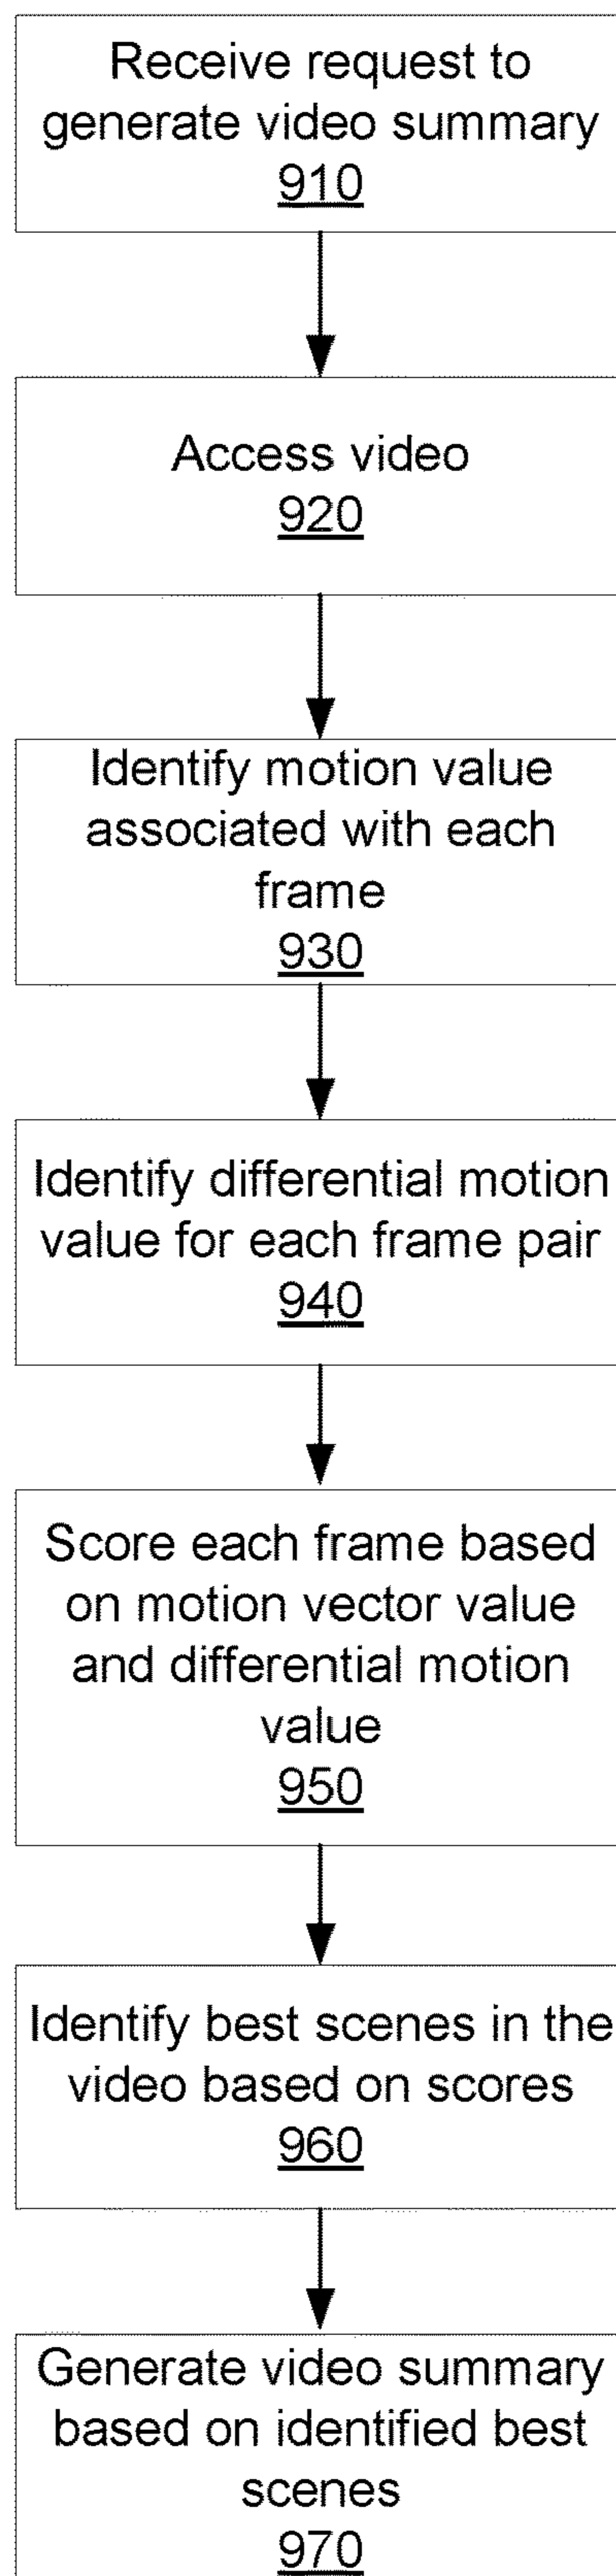 Receive request to
generate video summary
910
Access video
920
Identify motion value
associated with each
frame
930
Identify differential motion
value for each frame pair
940
Score each frame based
on motion vector value
and differential motion
value
950
Identify best scenes in the
video based on scores
960
Generate video summary
based on identified best
scenes
970